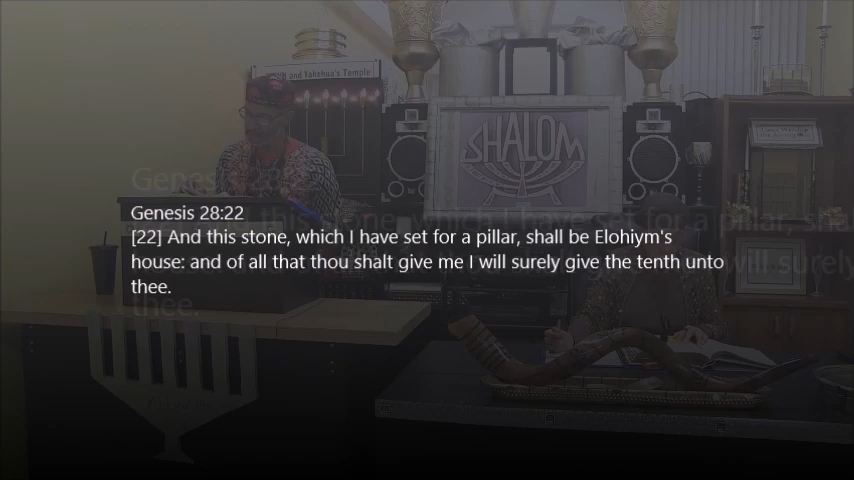 and Yahshua's Temple
SHALOM
Genesis 28:22
[22] And this stone, which I have set for a pillar, shall be Elohiym's
house: and of all that thou shalt give me I will surely give the tenth unto
thee.